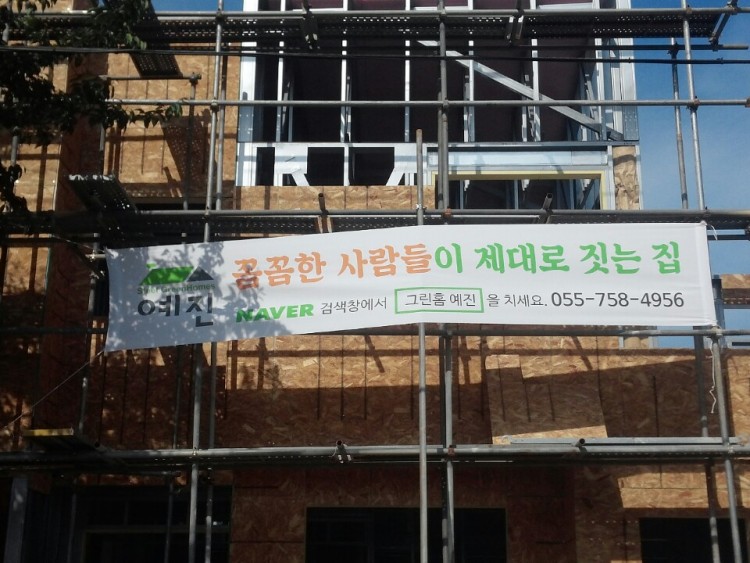 꼼꼼한 사람들이 제대로 짓는 집
예진
NAVER 검색창에서 그린홈 예진 을 치세요. 055-758-4956